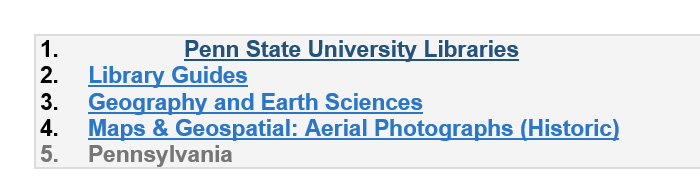 1. Penn State University Libraries
2. Library Guides
3. Geography and Earth Sciences
4. Maps & Geospatial: Aerial Photographs (Historic)
5. Pennsylvania